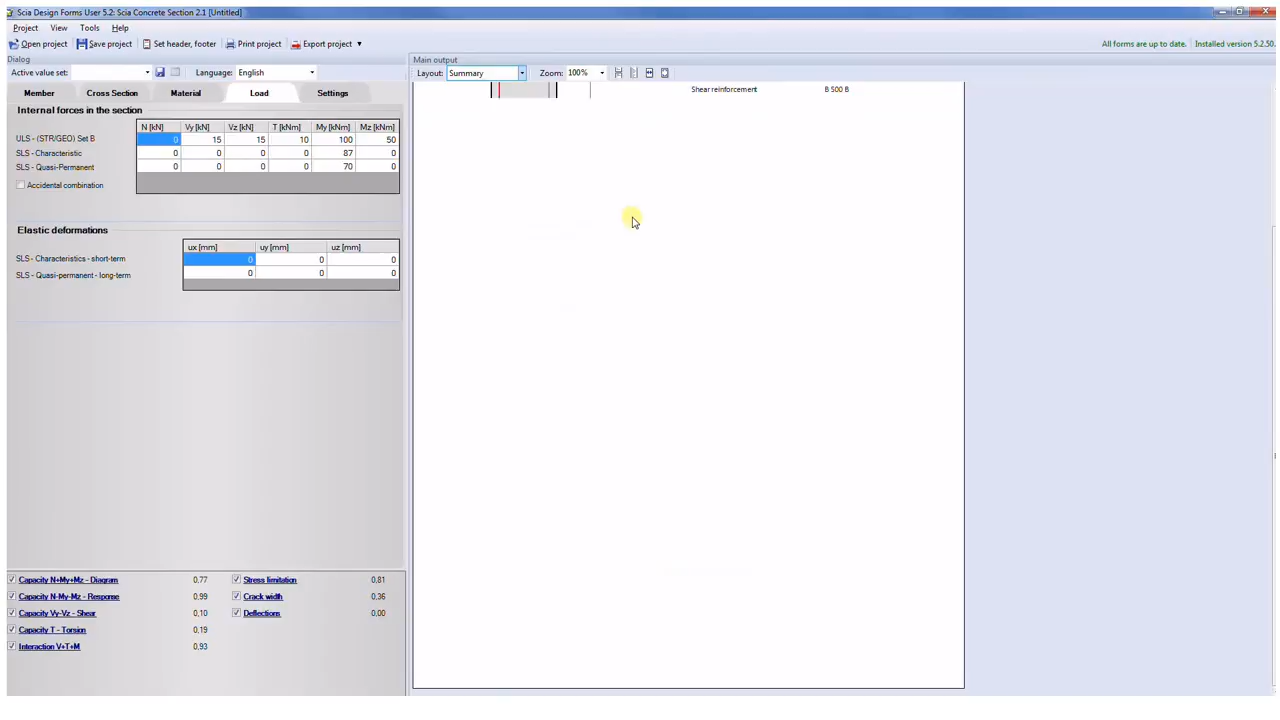 Scia Design Forms User 5.2: Scia Concrete Section 2.1 [Untitled]
Project View Tools Help
Open project Save project Set header, footer Print project Export project
All forms are up to date. Installed version 5.2.50.
Dialog
Main output
Active value set: Language: English
Layout: Summary Zoom: 100%
Member Cross Section Material Load Settings
Shear reinforcement B 500 B
Internal forces in the section
N [kN] Vy [kN] Vz [kN] T [kNm] My [kNm] Mz [kNm]
ULS - (STR/GEO) Set B 0 15 15 10 100 50
SLS - Characteristic 0 0 0 0 87 0
SLS - Quasi-Permanent 0 0 0 0 70 0
Accidental combination
Elastic deformations
ux [mm] uy [mm] uz [mm]
SLS - Characteristics - short-term 0 0 0
SLS - Quasi-permanent - long-term 0 0 0
Capacity N+My+Mz - Diagram 0,77 Stress limitation 0,81
Capacity N-My-Mz - Response 0,99 Crack width 0,36
Capacity Vy-Vz - Shear 0,10 Deflections 0,00
Capacity T - Torsion 0,19
Interaction V+T+M 0,93